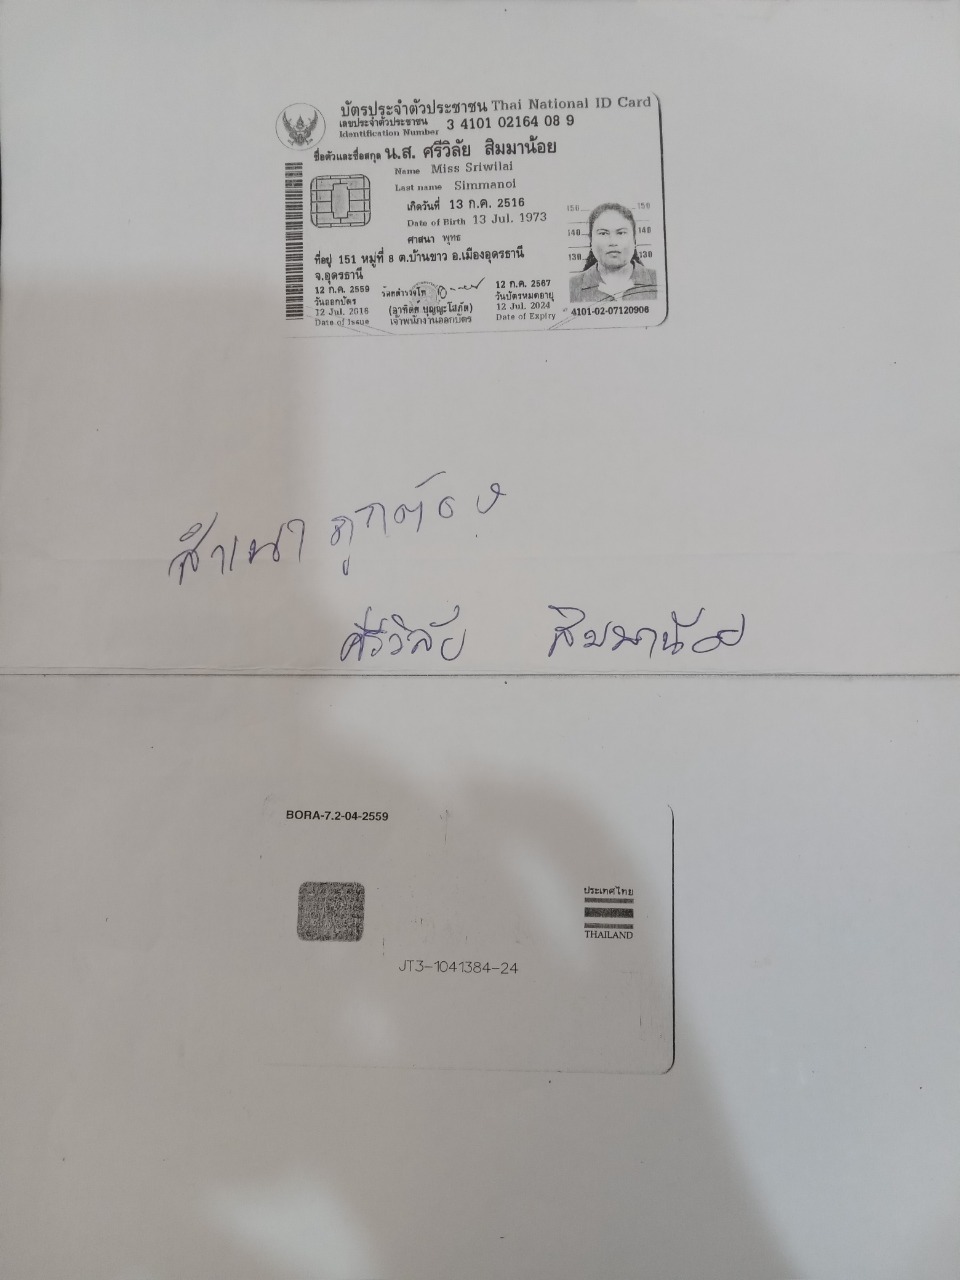 บัตรประจำตัวประชาชน Thai National ID Card
เลขประจำตัวประชาชน 3 4101 02164 08 9
Identification Number
ชื่อตัวและชื่อสกุล น.ส. ศรีวิลัย สิมมาน้อย
Name Miss Sriwilai
Last name Simmanoi
เกิดวันที่ 13 ก.ค. 2516
Date of Birth 13 Jul. 1973
ศาสนา พุทธ
ที่อยู่ 151 หมู่ที่ 8 ต.บ้านขาว อ.เมืองอุดรธานี
จ.อุดรธานี
12 ก.ค. 2559
วันออกบัตร
12 Jul. 2016
Date of Issue
เจ้าพนักงานออกบัตร
12 ก.ค. 2567
วันบัตรหมดอายุ
12 Jul. 2024
Date of Expiry
150 150
140 140
130 130
4101-02-07120906
สำเนาถูกต้อง
ศรีวิลัย สิมมาน้อย
BORA-7.2-04-2559
ประเทศไทย
THAILAND
JT3-1041384-24